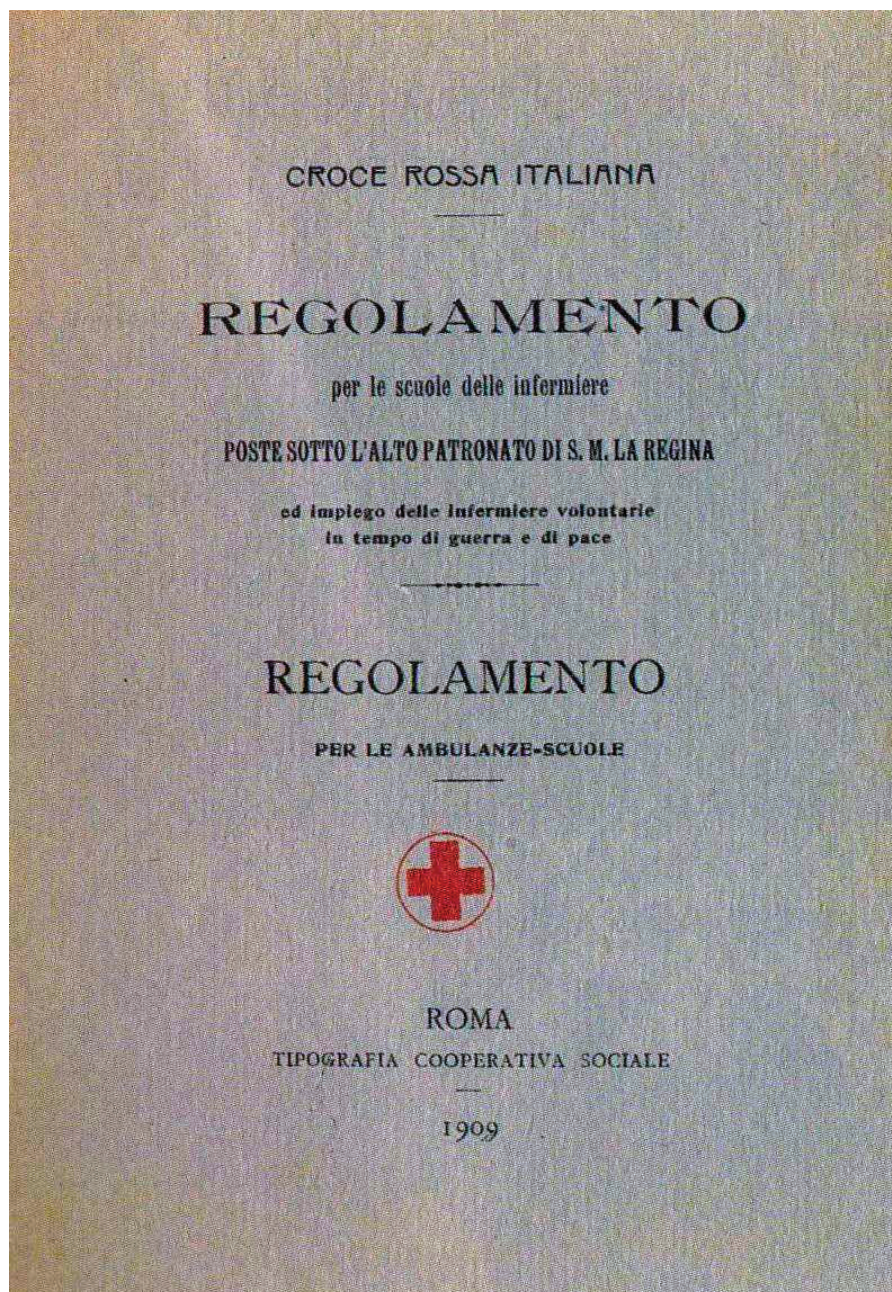 CROCE ROSSA ITALIANA
REGOLAMENTO
per le scuole delle infermiere
POSTE SOTTO L'ALTO PATRONATO DI S. M. LA REGINA
ed impiego delle infermiere volontarie
in tempo di guerra e di pace
REGOLAMENTO
PER LE AMBULANZE-SCUOLE
ROMA
TIPOGRAFIA COOPERATIVA SOCIALE
1909